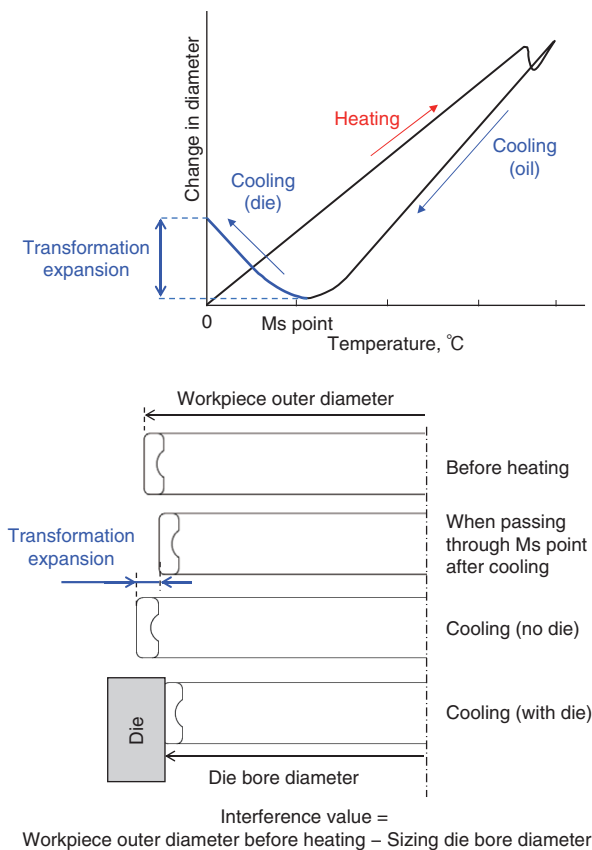 Change in diameter
Heating
Cooling
(oil)
Cooling
(die)
Transformation
expansion
0
Ms point
Temperature, ℃
Workpiece outer diameter
Before heating
When passing
through Ms point
after cooling
Transformation
expansion
Cooling (no die)
Cooling (with die)
Die
Die bore diameter
Interference value =
Workpiece outer diameter before heating – Sizing die bore diameter